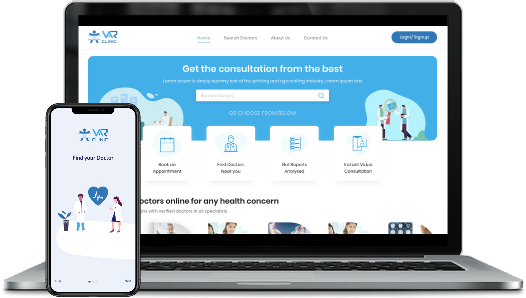 VAR
CLINIC
Home
Search Doctors
About Us
Contact Us
Login/ Signup
Get the consultation from the best
Lorem Ipsum is simply dummy text of the printing and typesetting industry. Lorem Ipsum has
Search Doctors
OR CHOOSE FROM BELOW
Book an
Appointment
Find Doctors
Near you
Get Reports
Analysed
Instant Video
Consultation
octors online for any health concern
ns with verified doctors in all specialists
VAR
CLINIC
Find your Doctor